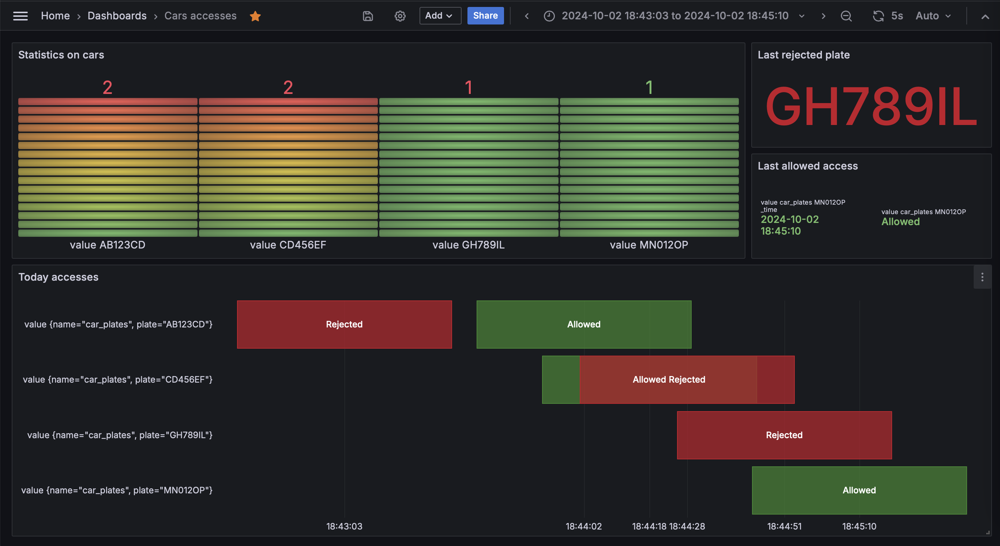 Home › Dashboards › Cars accesses
Add
Share
2024-10-02 18:43:03 to 2024-10-02 18:45:10
5s
Auto
Statistics on cars
2 2 1 1
value AB123CD value CD456EF value GH789IL value MN012OP
Last rejected plate
GH789IL
Last allowed access
value car_plates MN012OP
_time
2024-10-02
18:45:10
value car_plates MN012OP
Allowed
Today accesses
value {name="car_plates", plate="AB123CD"} Rejected Allowed
value {name="car_plates", plate="CD456EF"} Allowed Rejected
value {name="car_plates", plate="GH789IL"} Rejected
value {name="car_plates", plate="MN012OP"} Allowed
18:43:03 18:44:02 18:44:18 18:44:28 18:44:51 18:45:10